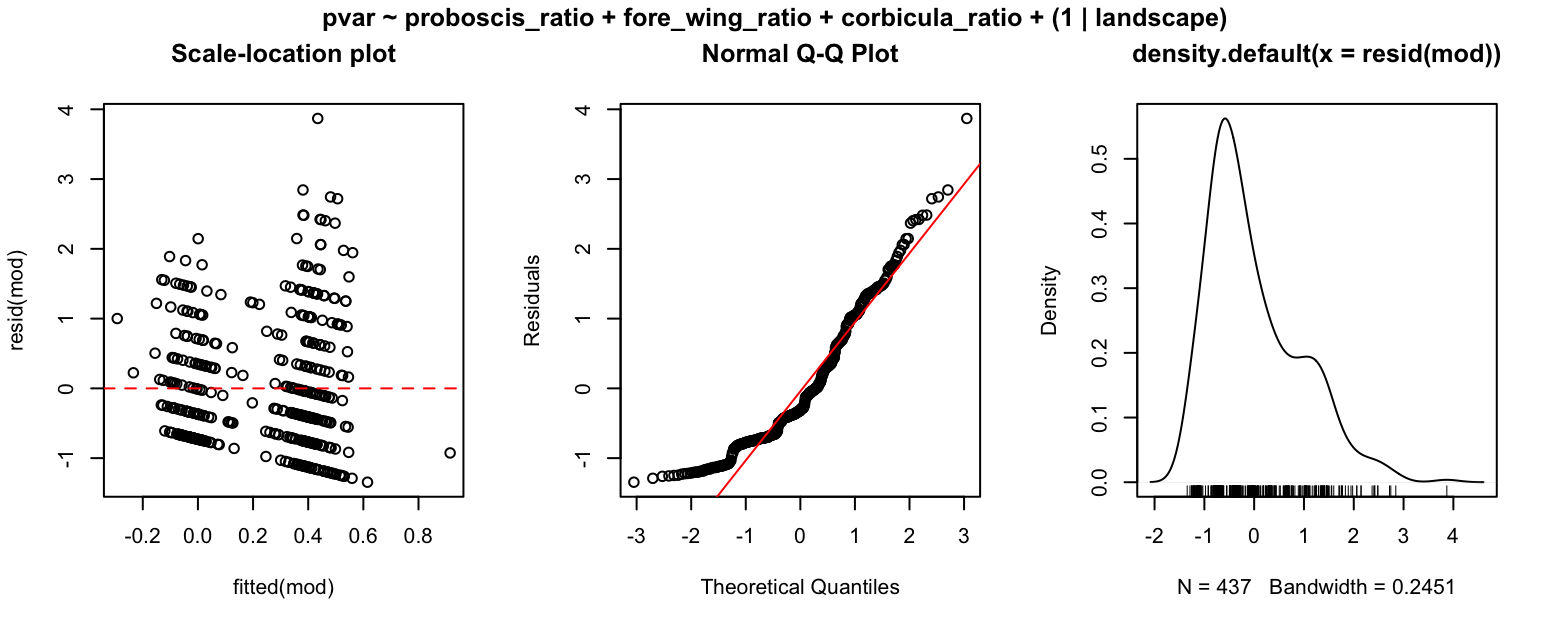 pvar ~ proboscis_ratio + fore_wing_ratio + corbicula_ratio + (1 | landscape)
Scale-location plot
resid(mod)
4
3
2
1
0
-1
-0.2 0.0 0.2 0.4 0.6 0.8
fitted(mod)
Normal Q-Q Plot
Residuals
4
3
2
1
0
-1
-3 -2 -1 0 1 2 3
Theoretical Quantiles
density.default(x = resid(mod))
Density
0.5
0.4
0.3
0.2
0.1
0.0
-2 -1 0 1 2 3 4
N = 437 Bandwidth = 0.2451